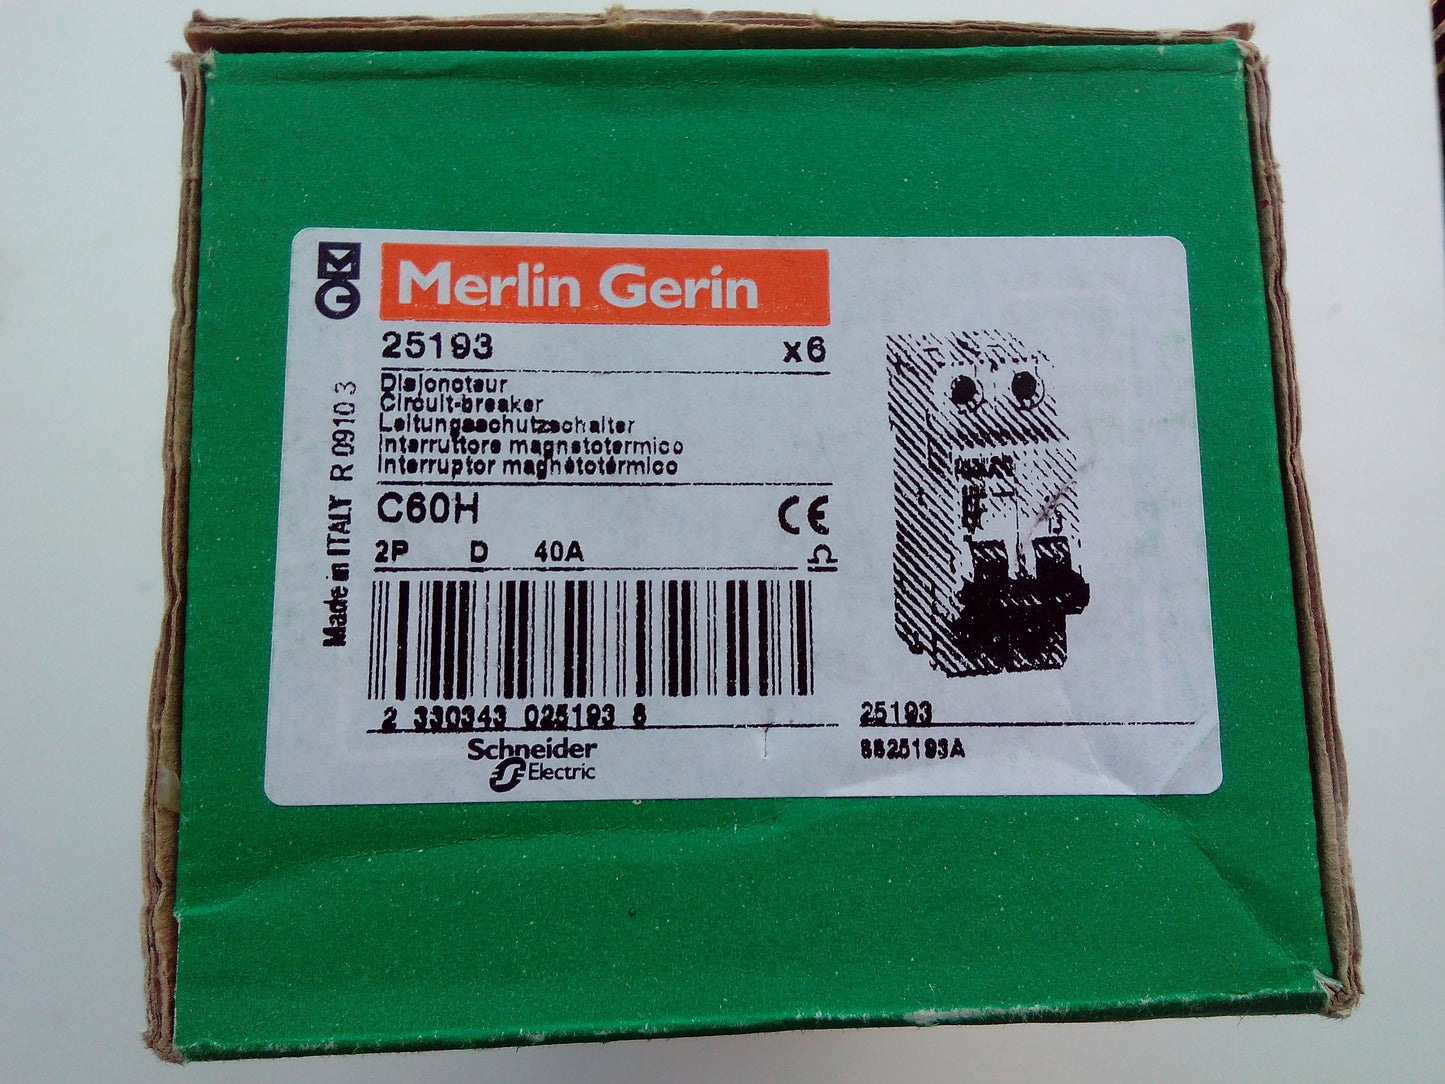 Merlin Gerin
25193 x6
Disjoncteur
Circuit-breaker
Leitungsschutzschalter
Interruttore magnetotermico
Interruptor magnetotérmico
C60H CE
2P D 40A
2 330343 025193 8
Schneider
Electric
Made in ITALY R 0910 3
25193
8825193A